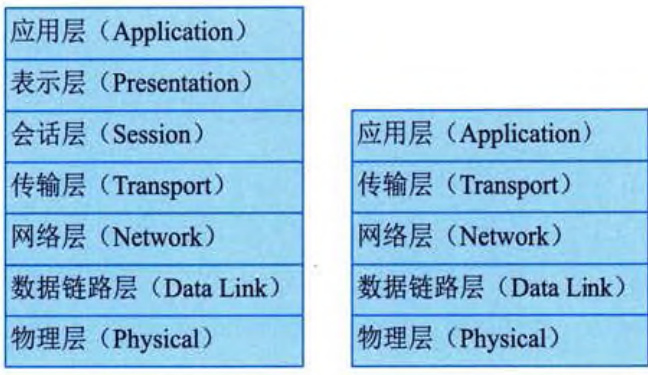 应用层（Application）
表示层（Presentation）
会话层（Session）
传输层（Transport）
网络层（Network）
数据链路层（Data Link）
物理层（Physical）
应用层（Application）
传输层（Transport）
网络层（Network）
数据链路层（Data Link）
物理层（Physical）